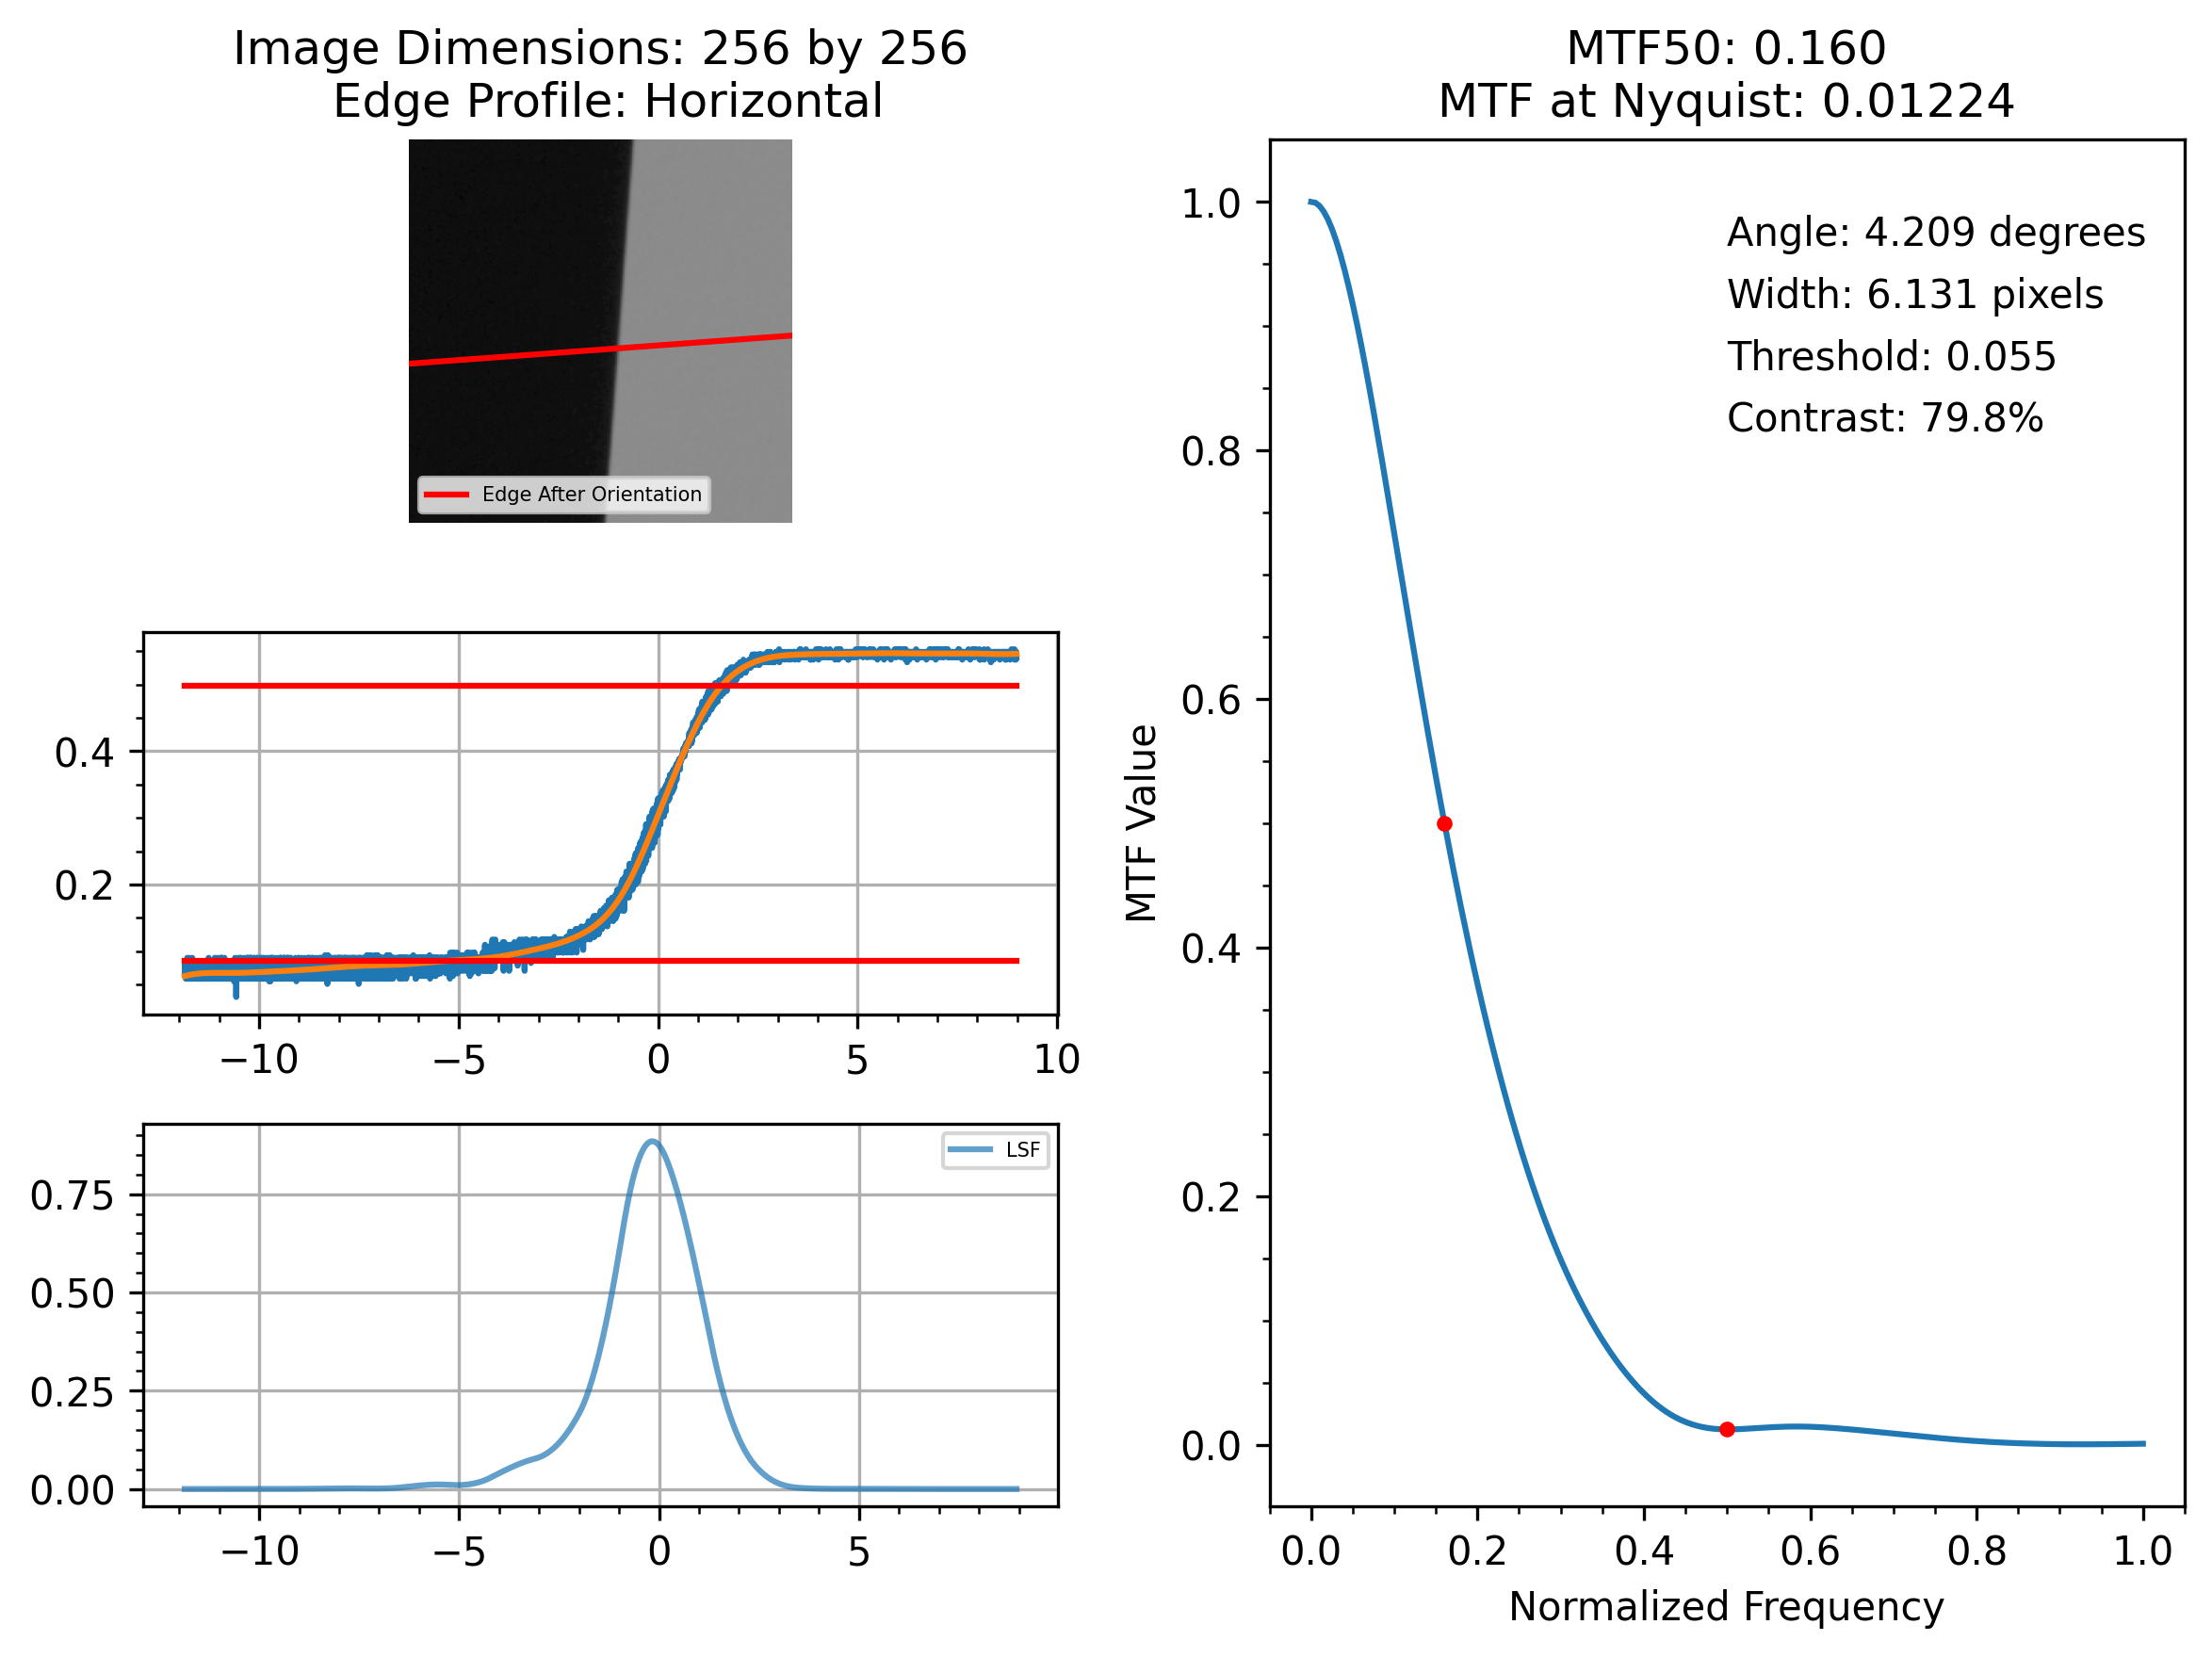 Image Dimensions: 256 by 256
Edge Profile: Horizontal
Edge After Orientation
0.4
0.2
−10 −5 0 5 10
LSF
0.75
0.50
0.25
0.00
−10 −5 0 5
MTF50: 0.160
MTF at Nyquist: 0.01224
Angle: 4.209 degrees
Width: 6.131 pixels
Threshold: 0.055
Contrast: 79.8%
MTF Value
1.0
0.8
0.6
0.4
0.2
0.0
0.0 0.2 0.4 0.6 0.8 1.0
Normalized Frequency